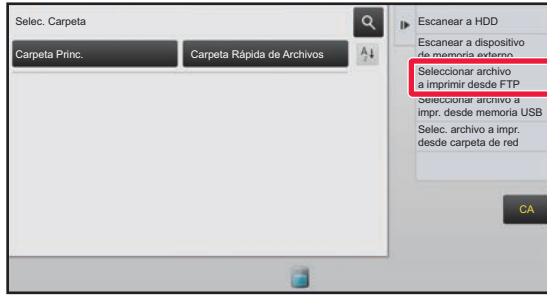 Selec. Carpeta
Carpeta Princ.
Carpeta Rápida de Archivos
Escanear a HDD
Escanear a dispositivo
de memoria externo
Seleccionar archivo
a imprimir desde FTP
Seleccionar archivo a
impr. desde memoria USB
Selec. archivo a impr.
desde carpeta de red
CA